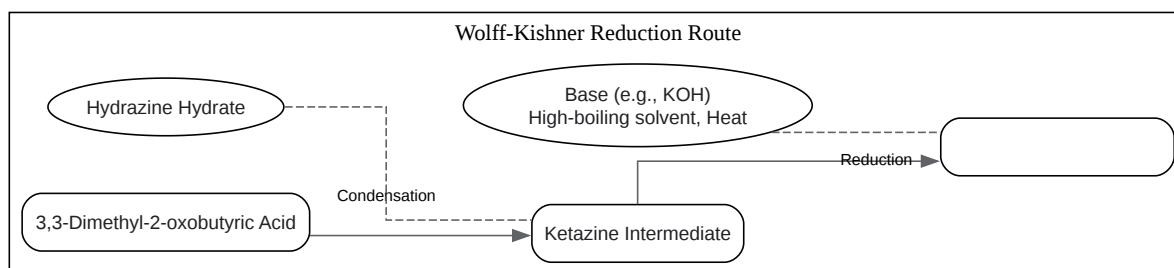 Wolff-Kishner Reduction Route
Hydrazine Hydrate
Base (e.g., KOH)
High-boiling solvent, Heat
Reduction
Condensation
3,3-Dimethyl-2-oxobutyric Acid
Ketazine Intermediate